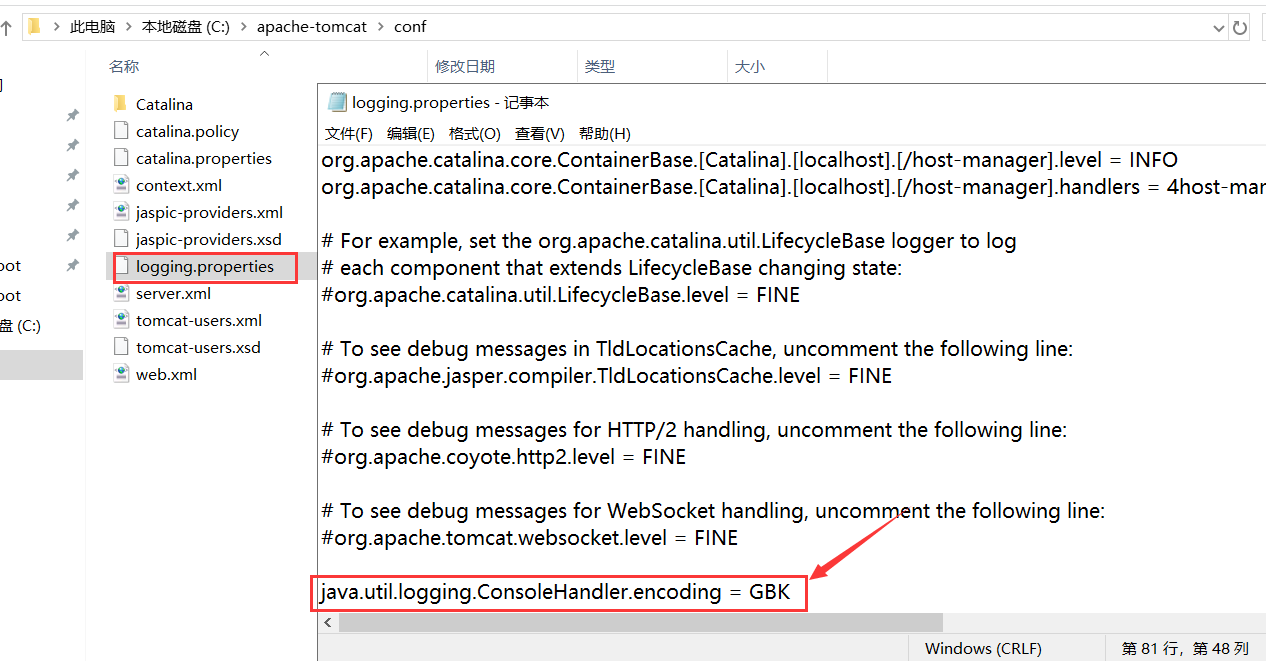 此电脑 > 本地磁盘 (C:) > apache-tomcat > conf
名称 修改日期 类型 大小
Catalina
catalina.policy
catalina.properties
context.xml
jaspic-providers.xml
jaspic-providers.xsd
logging.properties
server.xml
tomcat-users.xml
tomcat-users.xsd
web.xml
oot
oot
盘 (C:)
logging.properties - 记事本
文件(F) 编辑(E) 格式(O) 查看(V) 帮助(H)
org.apache.catalina.core.ContainerBase.[Catalina].[localhost].[/host-manager].level = INFO
org.apache.catalina.core.ContainerBase.[Catalina].[localhost].[/host-manager].handlers = 4host-mar
# For example, set the org.apache.catalina.util.LifecycleBase logger to log
# each component that extends LifecycleBase changing state:
#org.apache.catalina.util.LifecycleBase.level = FINE
# To see debug messages in TldLocationsCache, uncomment the following line:
#org.apache.jasper.compiler.TldLocationsCache.level = FINE
# To see debug messages for HTTP/2 handling, uncomment the following line:
#org.apache.coyote.http2.level = FINE
# To see debug messages for WebSocket handling, uncomment the following line:
#org.apache.tomcat.websocket.level = FINE
java.util.logging.ConsoleHandler.encoding = GBK
Windows (CRLF) 第 81 行，第 48 列